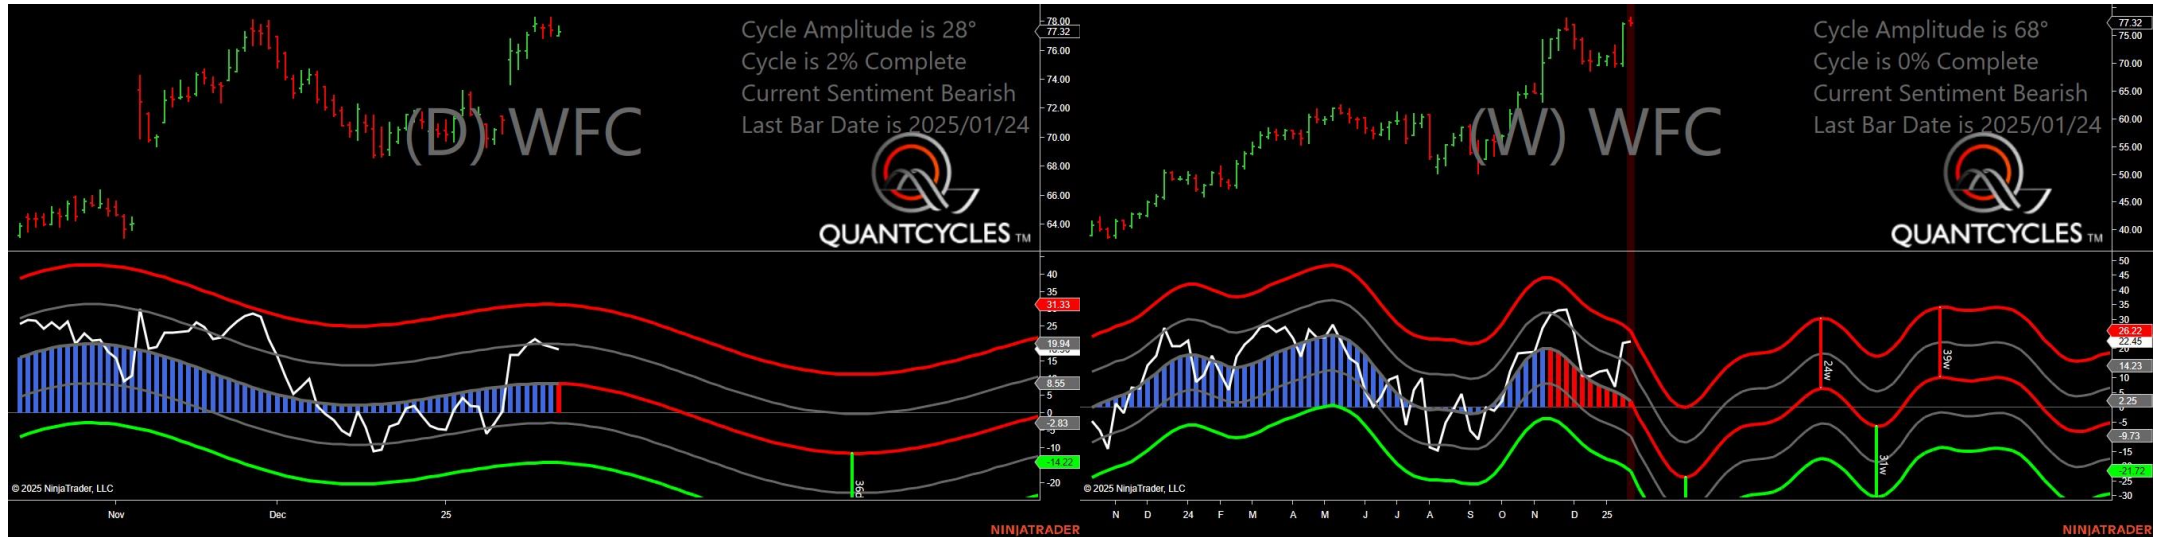 Cycle Amplitude is 28°
Cycle is 2% Complete
Current Sentiment Bearish
Last Bar Date is 2025/01/24
(D) WFC
QUANTCYCLES TM
78.00
77.32
76.00
74.00
72.00
70.00
68.00
66.00
64.00
40
35
31.33
25
19.94
15
8.55
5
0
-2.83
-10
-14.22
-20
36d
© 2025 NinjaTrader, LLC
Nov Dec 25
NINJATRADER
Cycle Amplitude is 68°
Cycle is 0% Complete
Current Sentiment Bearish
Last Bar Date is 2025/01/24
(W) WFC
QUANTCYCLES TM
77.32
75.00
70.00
65.00
60.00
55.00
50.00
45.00
40.00
50
45
40
35
30
26.22
22.45
20
14.23
10
5
2.25
-5
-9.73
-15
-21.72
-25
-30
24w
31w
39w
© 2025 NinjaTrader, LLC
N D 24 F M A M J J A S O N D 25
NINJATRADER